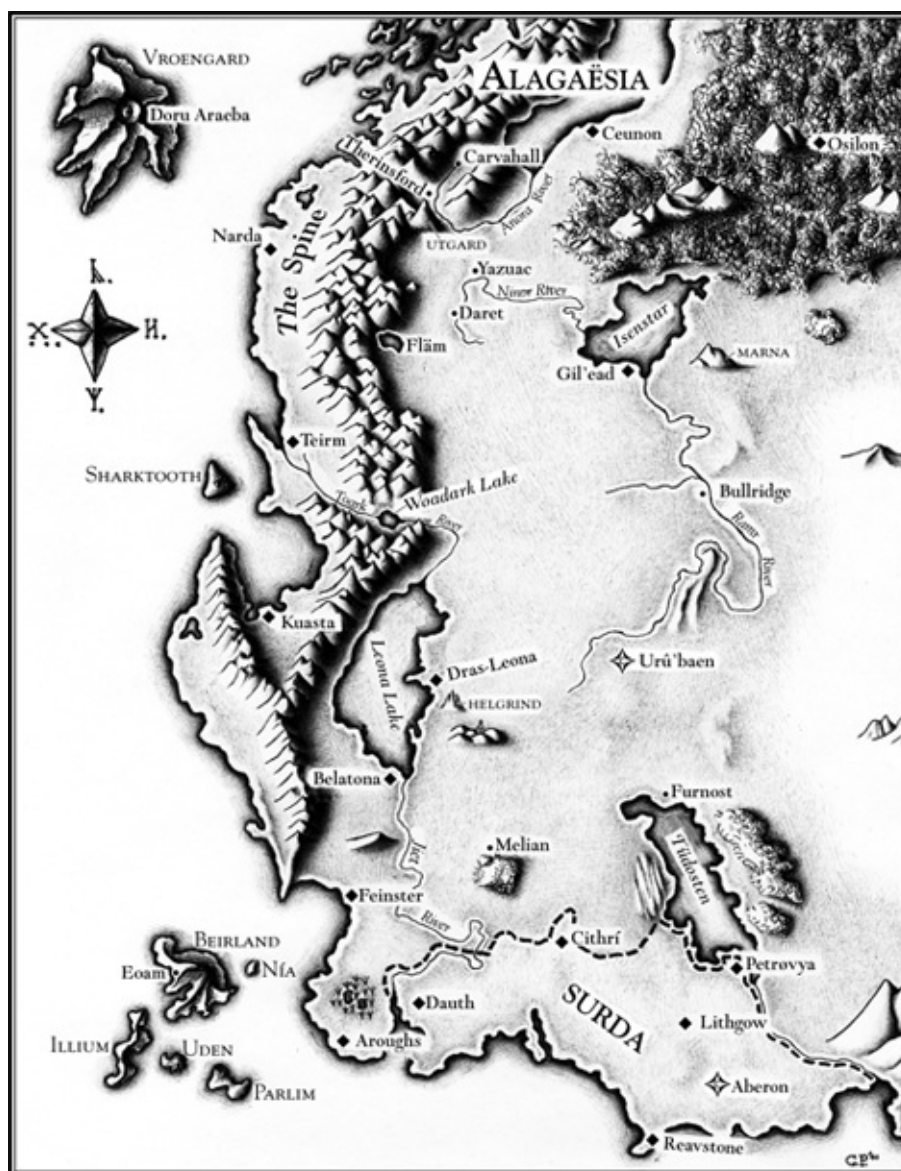 VROENGARD
Doru Araeba
ALAGAËSIA
Ceunon
Osilon
Therinsford
Carvahall
Anora River
UTGARD
Narda
The Spine
Yazuac
Ninor River
Daret
Isenstar
Fläm
MARNA
Gil'ead
Teirm
SHARKTOOTH
Toark
Woadark Lake
River
Bullridge
Ramr
River
Kuasta
Leona Lake
Dras-Leona
Urû'baen
HELGRIND
Belatona
Furnost
Tüdosten
Melian
Jiet
River
Feinster
BEIRLAND
Eoam
NÍA
Cithrí
Petrøvya
SURDA
Dauth
Lithgow
ILLIUM
UDEN
Aroughs
PARLIM
Aberon
Reavstone